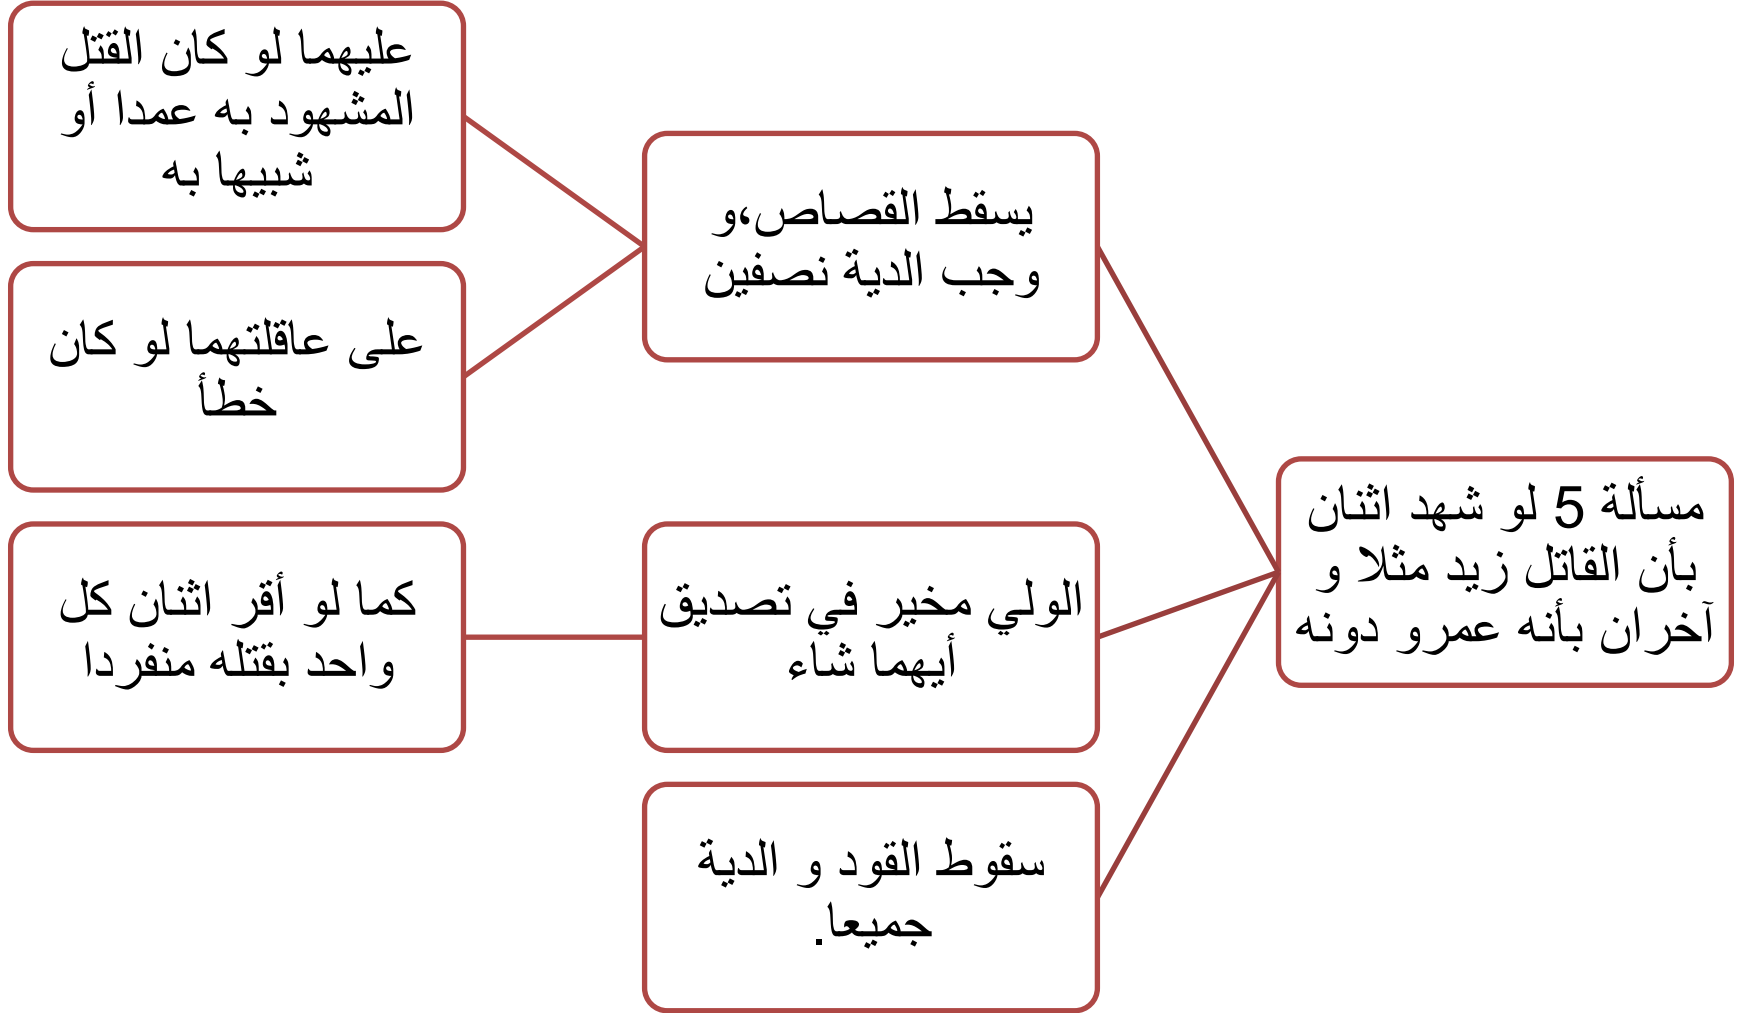 مسألة 5 لو شهد اثنان
بأن القاتل زيد مثلا و
آخران بأنه عمرو دونه
يسقط القصاص،و
وجب الدية نصفين
عليهما لو كان القتل
المشهود به عمدا أو
شبيها به
على عاقلتهما لو كان
خطأ
الولي مخير في تصديق
أيهما شاء
كما لو أقر اثنان كل
واحد بقتله منفردا
سقوط القود و الدية
جميعا.